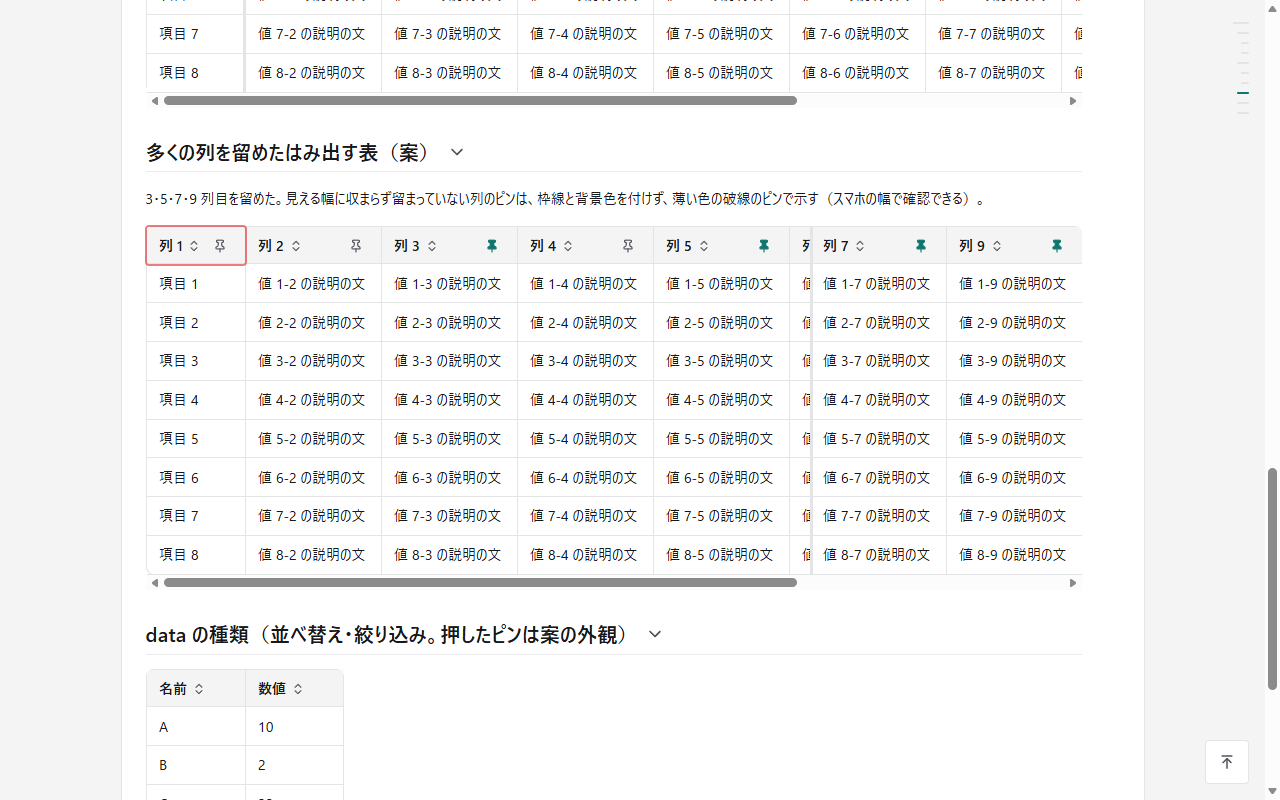 項目 7 値 7-2 の説明の文 値 7-3 の説明の文 値 7-4 の説明の文 値 7-5 の説明の文 値 7-6 の説明の文 値 7-7 の説明の文
項目 8 値 8-2 の説明の文 値 8-3 の説明の文 値 8-4 の説明の文 値 8-5 の説明の文 値 8-6 の説明の文 値 8-7 の説明の文
多くの列を留めたはみ出す表（案）
3・5・7・9 列目を留めた。見える幅に収まらず留まっていない列のピンは、枠線と背景色を付けず、薄い色の破線のピンで示す（スマホの幅で確認できる）。
列 1 列 2 列 3 列 4 列 5 列 7 列 9
項目 1 値 1-2 の説明の文 値 1-3 の説明の文 値 1-4 の説明の文 値 1-5 の説明の文 値 1-7 の説明の文 値 1-9 の説明の文
項目 2 値 2-2 の説明の文 値 2-3 の説明の文 値 2-4 の説明の文 値 2-5 の説明の文 値 2-7 の説明の文 値 2-9 の説明の文
項目 3 値 3-2 の説明の文 値 3-3 の説明の文 値 3-4 の説明の文 値 3-5 の説明の文 値 3-7 の説明の文 値 3-9 の説明の文
項目 4 値 4-2 の説明の文 値 4-3 の説明の文 値 4-4 の説明の文 値 4-5 の説明の文 値 4-7 の説明の文 値 4-9 の説明の文
項目 5 値 5-2 の説明の文 値 5-3 の説明の文 値 5-4 の説明の文 値 5-5 の説明の文 値 5-7 の説明の文 値 5-9 の説明の文
項目 6 値 6-2 の説明の文 値 6-3 の説明の文 値 6-4 の説明の文 値 6-5 の説明の文 値 6-7 の説明の文 値 6-9 の説明の文
項目 7 値 7-2 の説明の文 値 7-3 の説明の文 値 7-4 の説明の文 値 7-5 の説明の文 値 7-7 の説明の文 値 7-9 の説明の文
項目 8 値 8-2 の説明の文 値 8-3 の説明の文 値 8-4 の説明の文 値 8-5 の説明の文 値 8-7 の説明の文 値 8-9 の説明の文
data の種類（並べ替え・絞り込み。押したピンは案の外観）
名前 数値
A 10
B 2